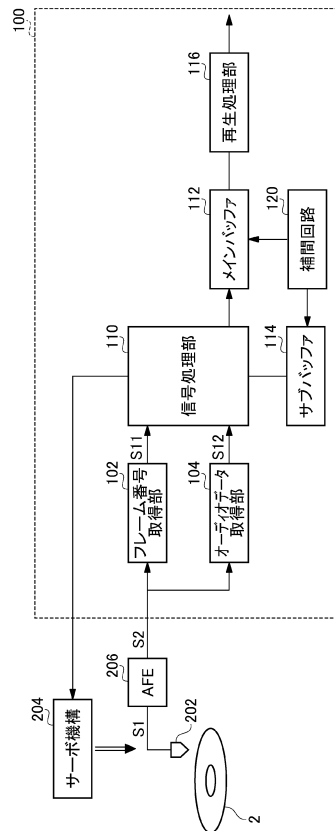 100
204
サーボ機構
206
AFE
S1
S2
202
2
102
フレーム番号
取得部
S11
104
オーディオデータ
取得部
S12
110
信号処理部
112
メインバッファ
116
再生処理部
114
サブバッファ
120
補間回路